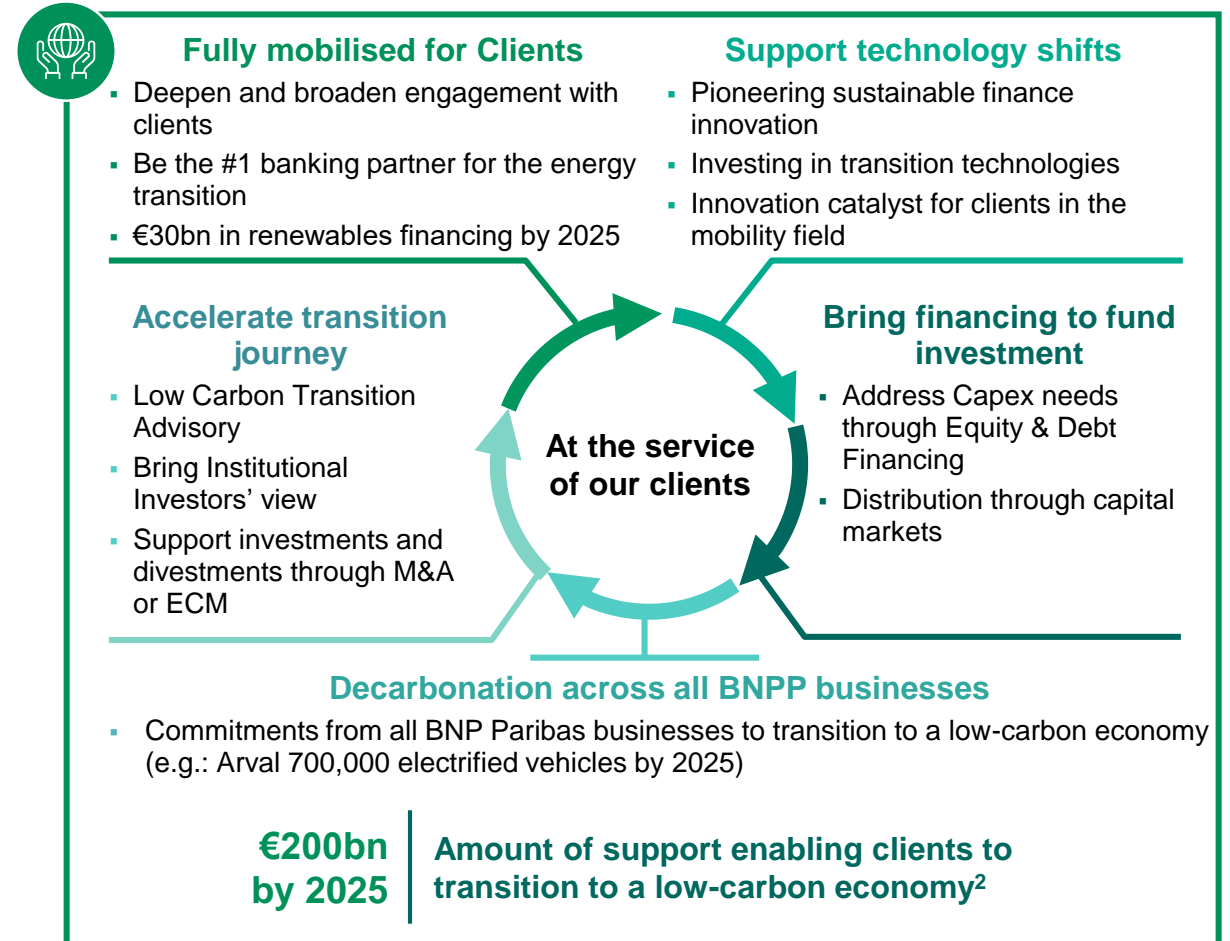 Fully mobilised for Clients
▪ Deepen and broaden engagement with
clients
▪ Be the #1 banking partner for the energy
transition
▪ €30bn in renewables financing by 2025
Support technology shifts
▪ Pioneering sustainable finance
innovation
▪ Investing in transition technologies
▪ Innovation catalyst for clients in the
mobility field
Accelerate transition
journey
▪ Low Carbon Transition
Advisory
▪ Bring Institutional
Investors’ view
▪ Support investments and
divestments through M&A
or ECM
At the service
of our clients
Bring financing to fund
investment
▪ Address Capex needs
through Equity & Debt
Financing
▪ Distribution through capital
markets
Decarbonation across all BNPP businesses
▪ Commitments from all BNP Paribas businesses to transition to a low-carbon economy
(e.g.: Arval 700,000 electrified vehicles by 2025)
€200bn
by 2025
Amount of support enabling clients to
transition to a low-carbon economy²